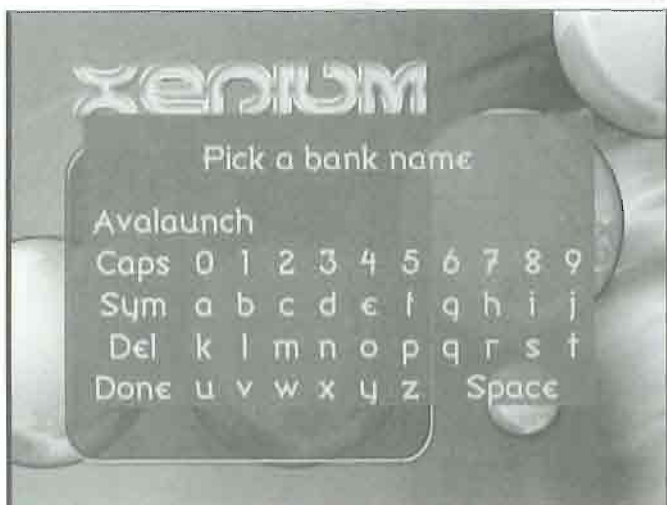 XENIUM
Pick a bank name
Avalaunch
Caps 0 1 2 3 4 5 6 7 8 9
Sym a b c d e f g h i j
Del k l m n o p q r s t
Done u v w x y z Space